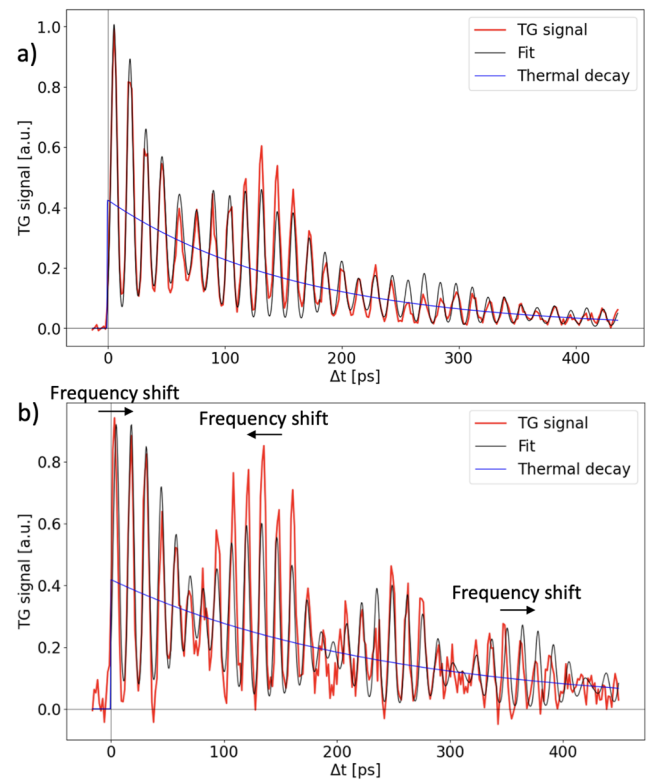 a)
1.0
0.8
0.6
0.4
0.2
0.0
TG signal [a.u.]
TG signal
Fit
Thermal decay
0
100
200
300
400
Δt [ps]
b)
Frequency shift
Frequency shift
Frequency shift
0.8
0.6
0.4
0.2
0.0
TG signal [a.u.]
TG signal
Fit
Thermal decay
0
100
200
300
400
Δt [ps]